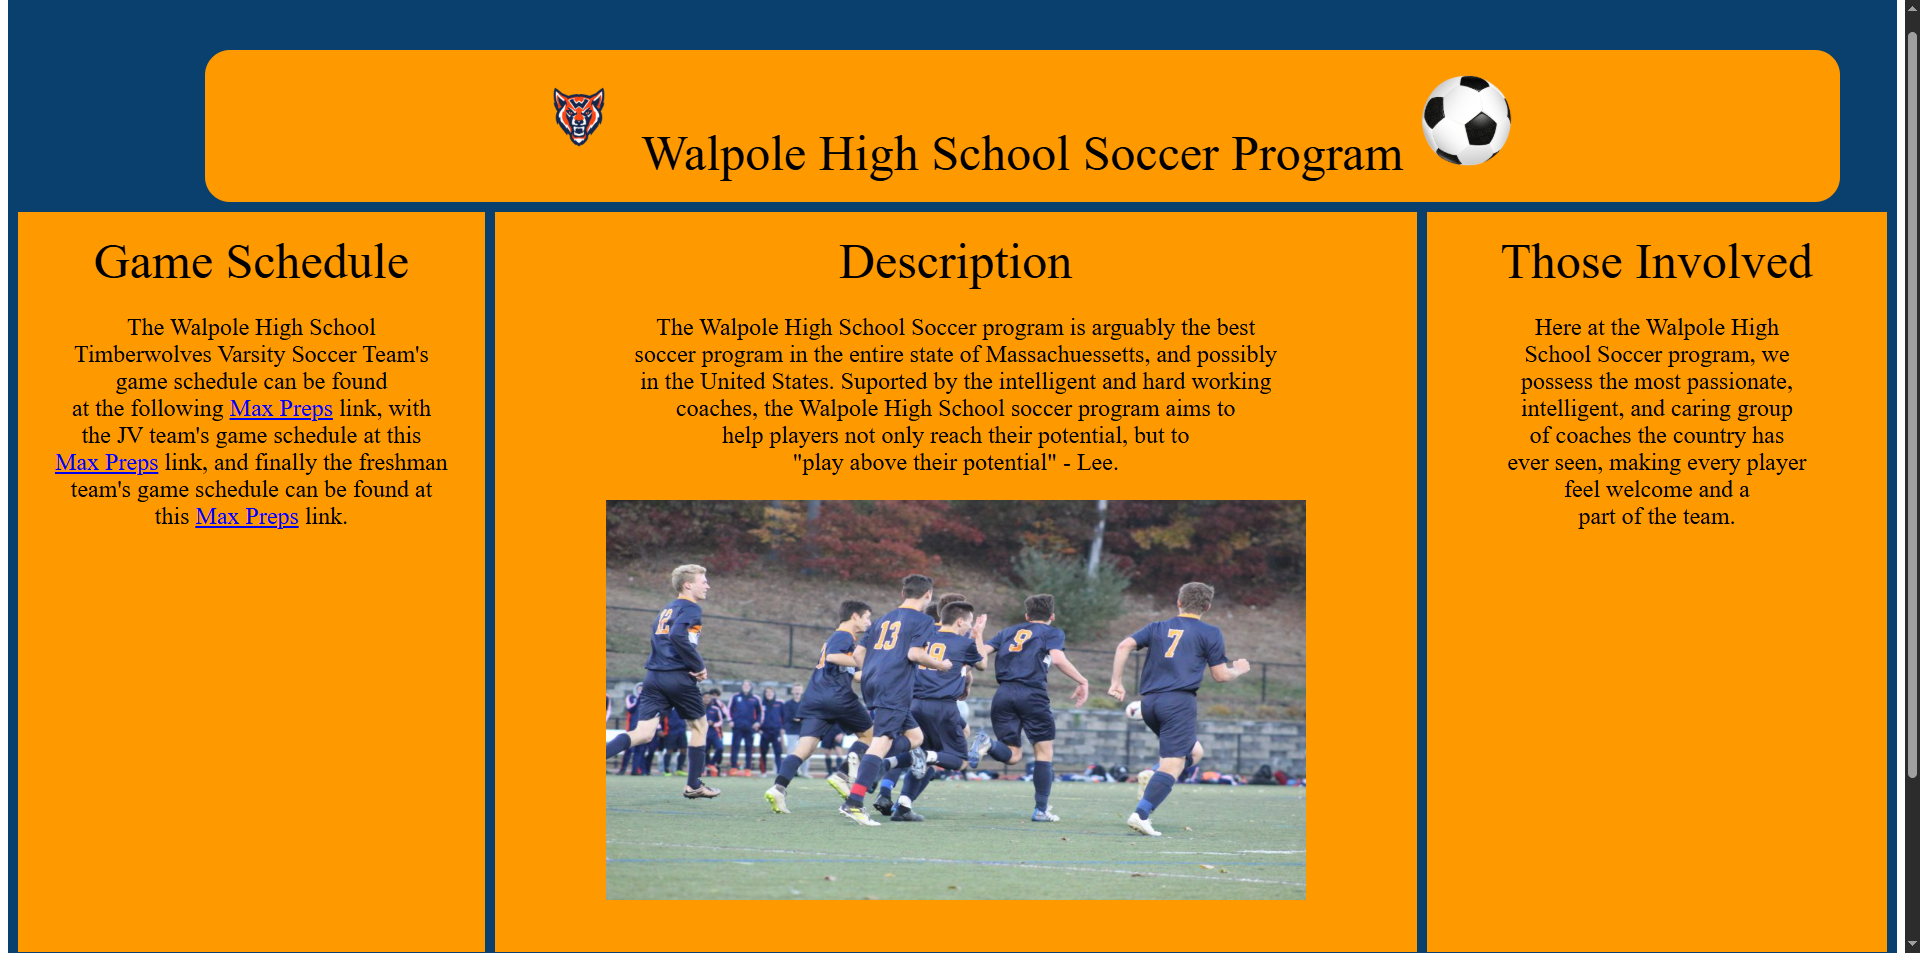 Walpole High School Soccer Program
Game Schedule
The Walpole High School
Timberwolves Varsity Soccer Team's
game schedule can be found
at the following Max Preps link, with
the JV team's game schedule at this
Max Preps link, and finally the freshman
team's game schedule can be found at
this Max Preps link.
Description
The Walpole High School Soccer program is arguably the best
soccer program in the entire state of Massachuessetts, and possibly
in the United States. Suported by the intelligent and hard working
coaches, the Walpole High School soccer program aims to
help players not only reach their potential, but to
"play above their potential" - Lee.
12
13
19
9
7
Those Involved
Here at the Walpole High
School Soccer program, we
possess the most passionate,
intelligent, and caring group
of coaches the country has
ever seen, making every player
feel welcome and a
part of the team.